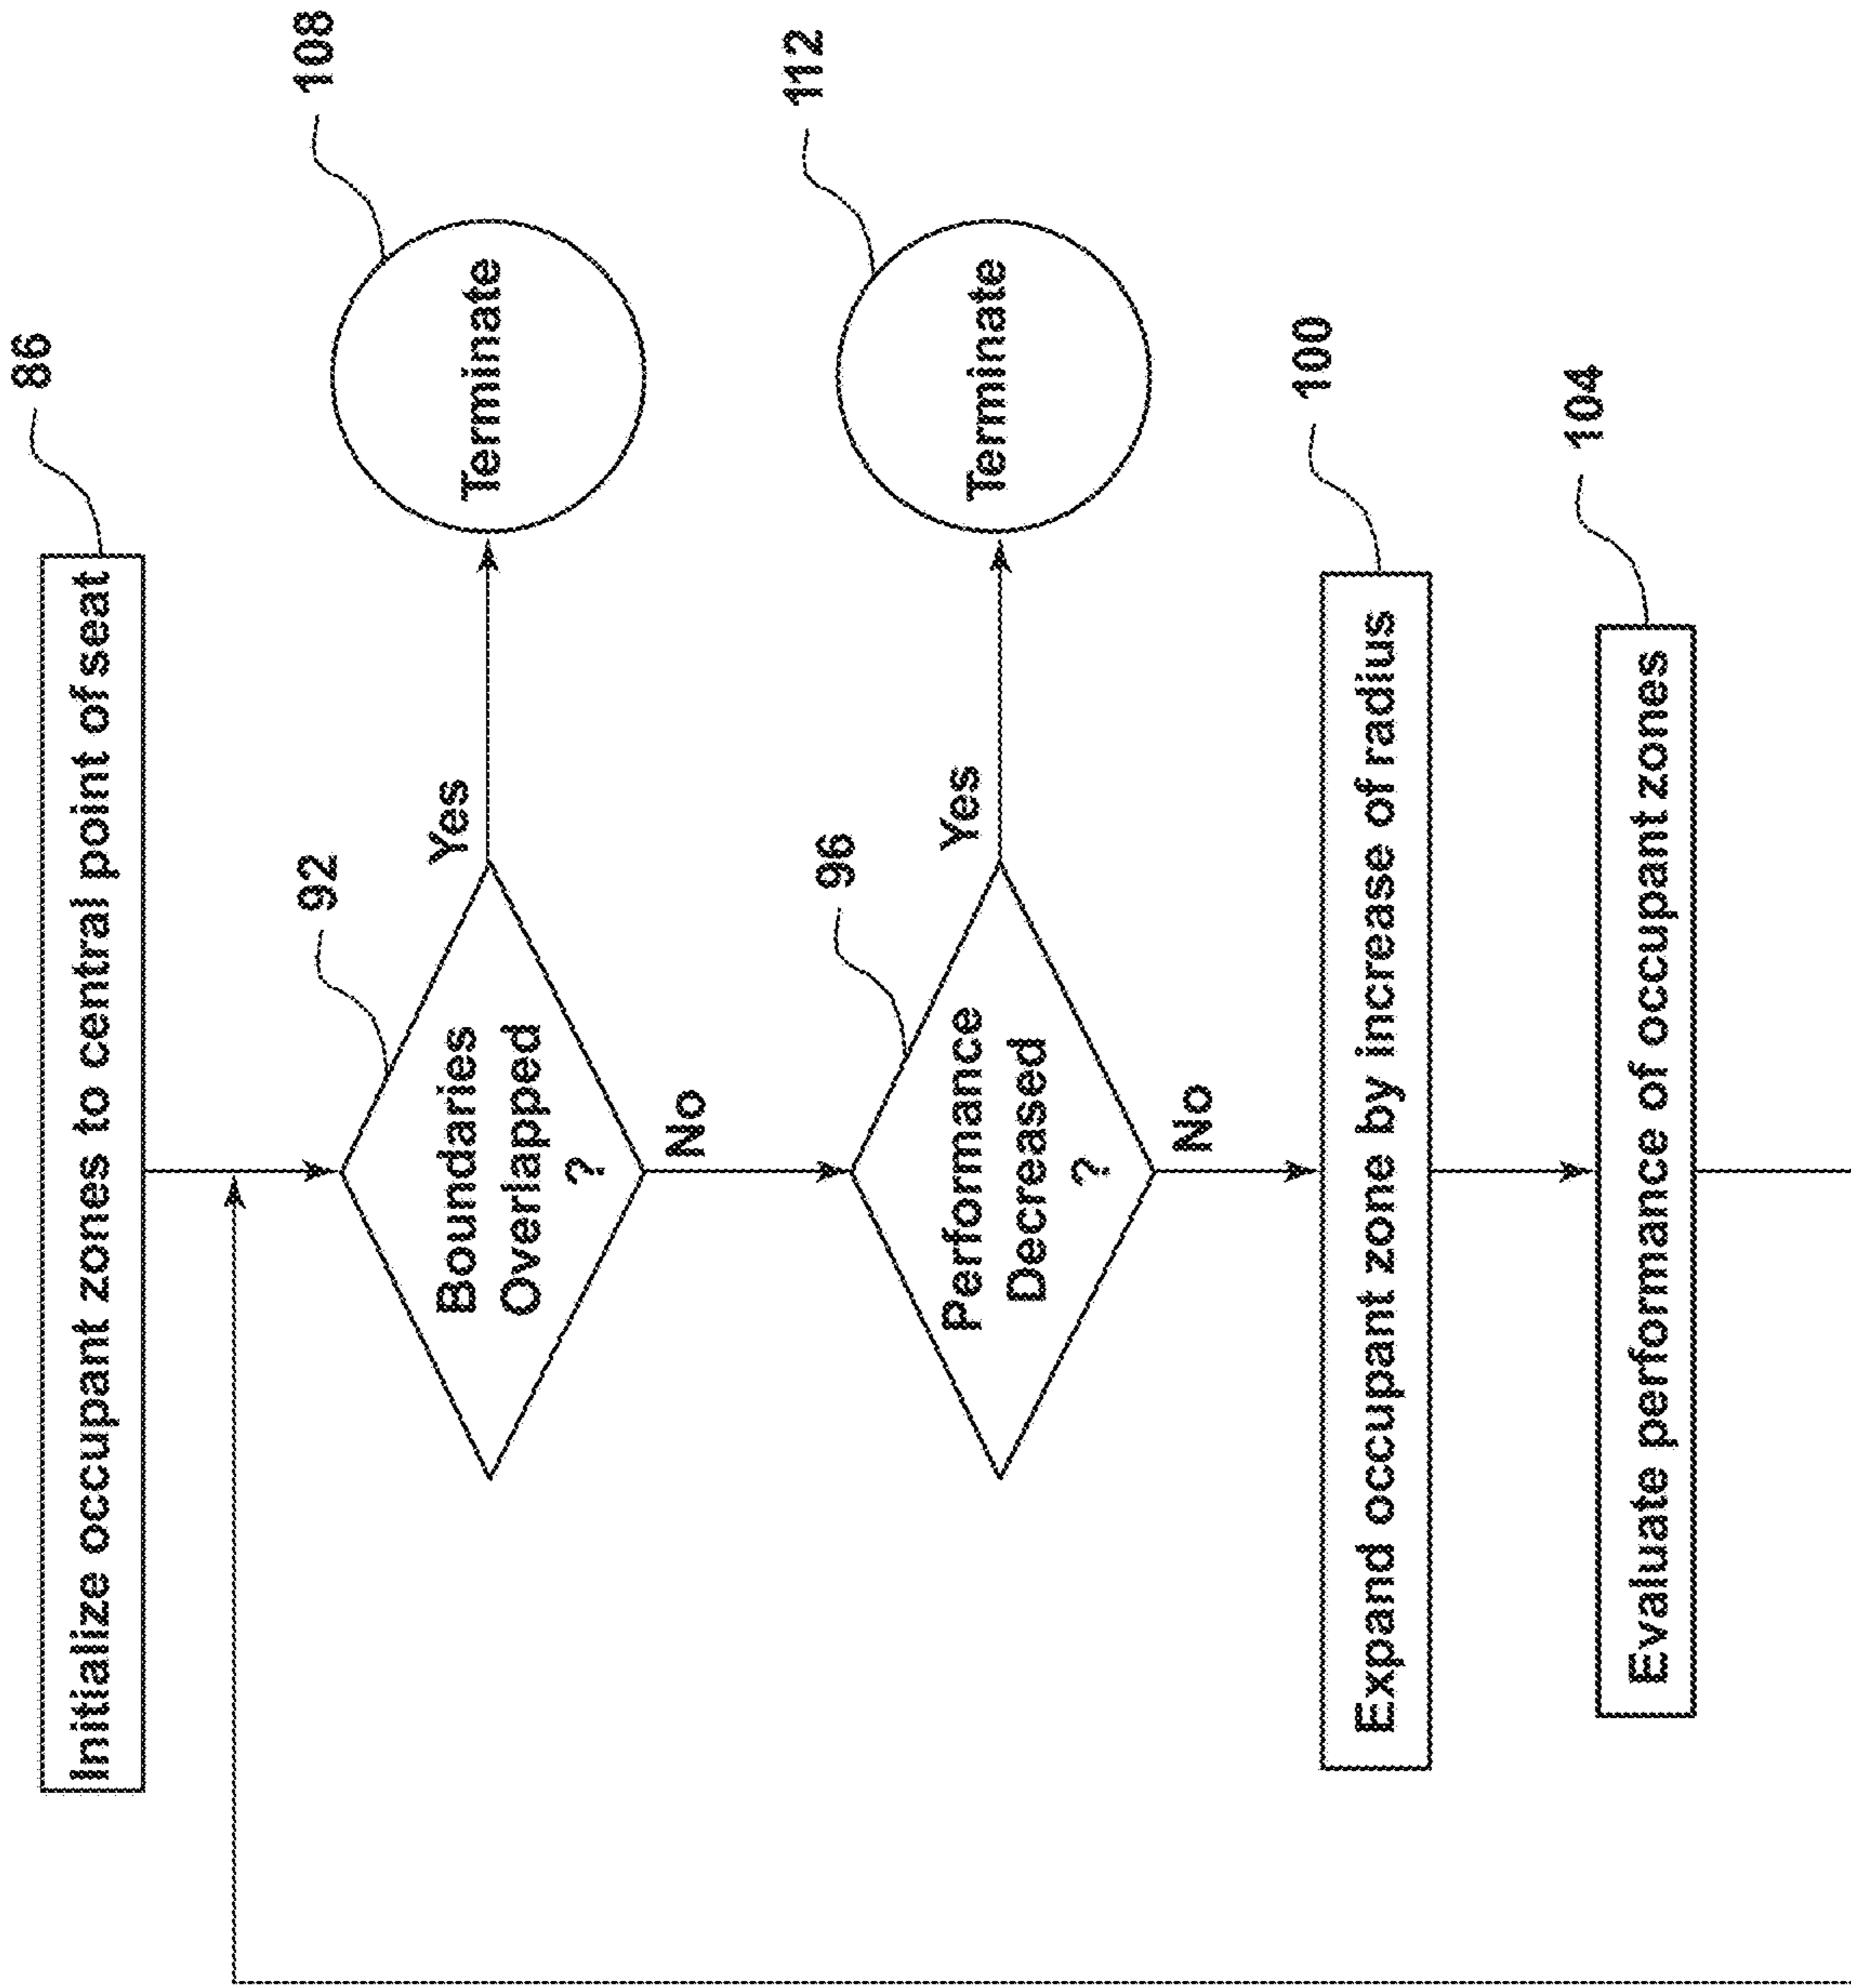 Initialize occupant zones to central point of seat
86
Boundaries
Overlapped
?
92
Yes
Terminate
108
No
Performance
Decreased
?
96
Yes
Terminate
112
No
Expand occupant zone by increase of radius
100
Evaluate performance of occupant zones
104